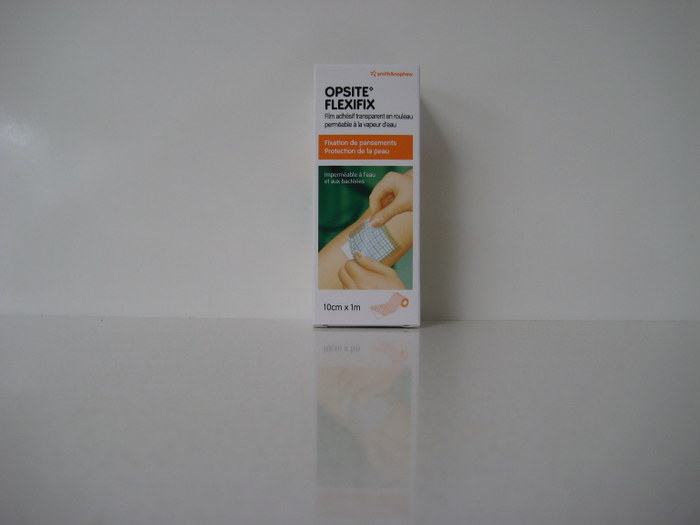 smith&nephew
OPSITE◊
FLEXIFIX
Film adhésif transparent en rouleau
perméable à la vapeur d'eau
Fixation de pansements
Protection de la peau
Imperméable à l'eau
et aux bactéries
10cm x 1m